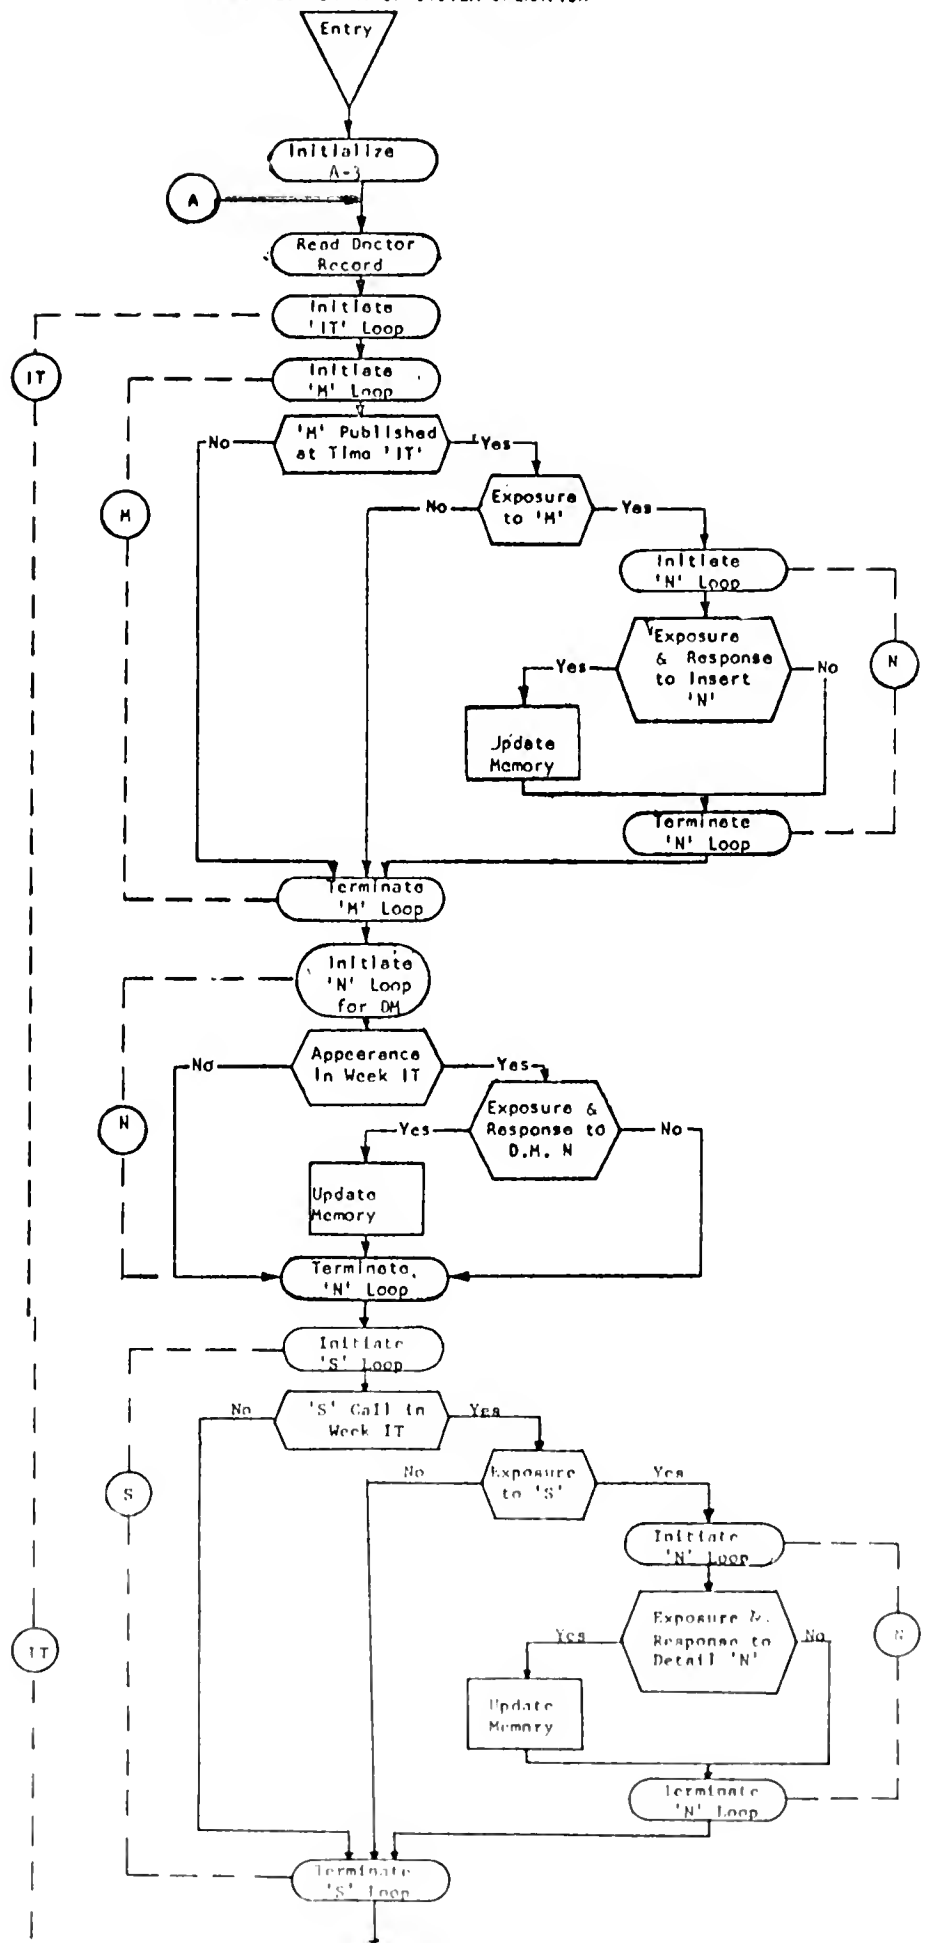 Entry
Initialize
A-3
A
Read Doctor
Record
Initiate
'IT' Loop
IT
Initiate
'M' Loop
'M' Published
at Time 'IT'
No
Yes
M
Exposure
to 'M'
No
Yes
Initiate
'N' Loop
Exposure
& Response
to Insert
'N'
Yes
No
N
Update
Memory
Terminate
'N' Loop
Terminate
'M' Loop
Initiate
'N' Loop
for DM
Appearance
In Week IT
No
Yes
N
Exposure &
Response to
D.M. N
Yes
No
Update
Memory
Terminate
'N' Loop
Initiate
'S' Loop
'S' Call in
Week IT
No
Yes
S
Exposure
to 'S'
No
Yes
Initiate
'N' Loop
Exposure &
Response to
Detail 'N'
Yes
No
N
IT
Update
Memory
Terminate
'N' Loop
Terminate
'S' Loop